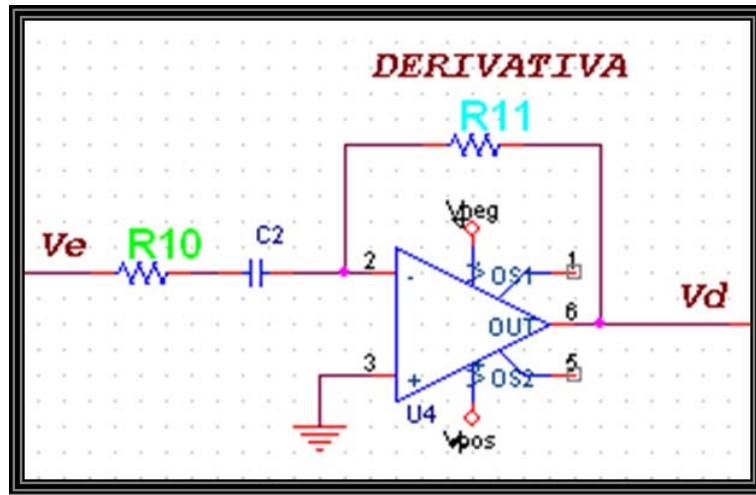 DERIVATIVA
R11
Ve
R10
C2
Vneg
2
-
OS1
1
OUT
6
Vd
3
+
OS2
5
U4
Vpos